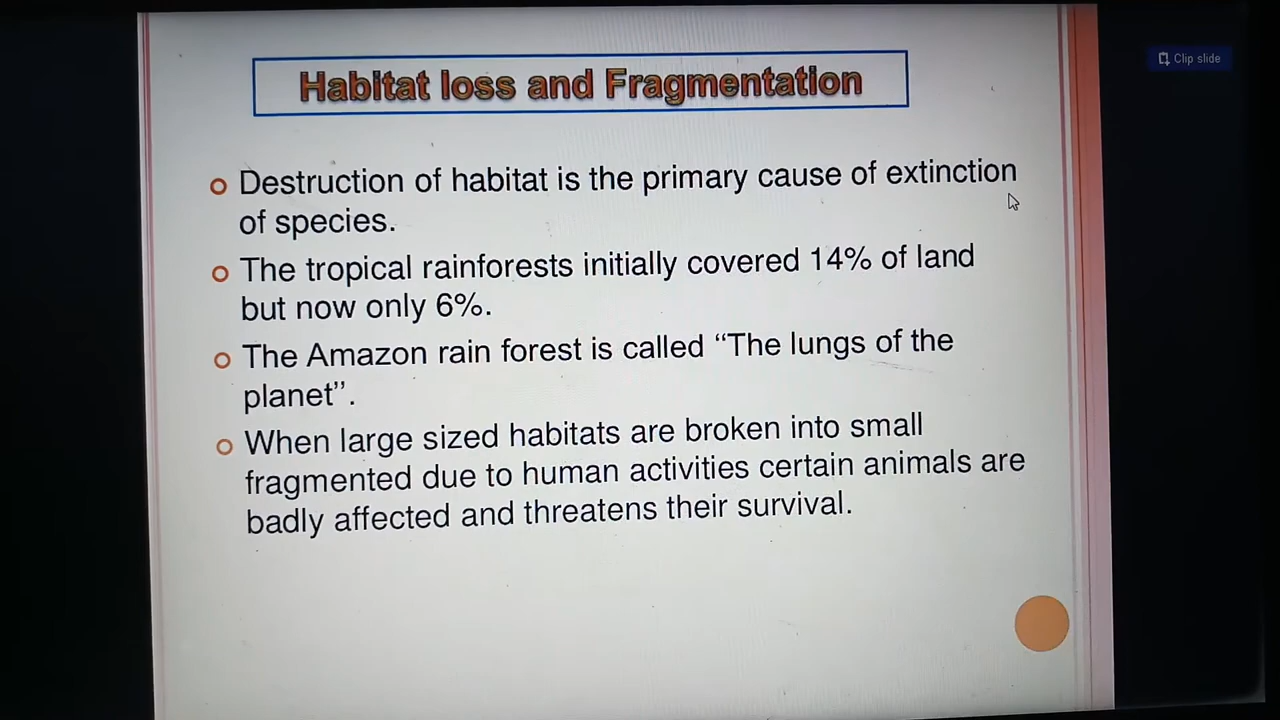 Habitat loss and Fragmentation
Clip slide
Destruction of habitat is the primary cause of extinction
of species.
The tropical rainforests initially covered 14% of land
but now only 6%.
The Amazon rain forest is called “The lungs of the
planet”.
When large sized habitats are broken into small
fragmented due to human activities certain animals are
badly affected and threatens their survival.